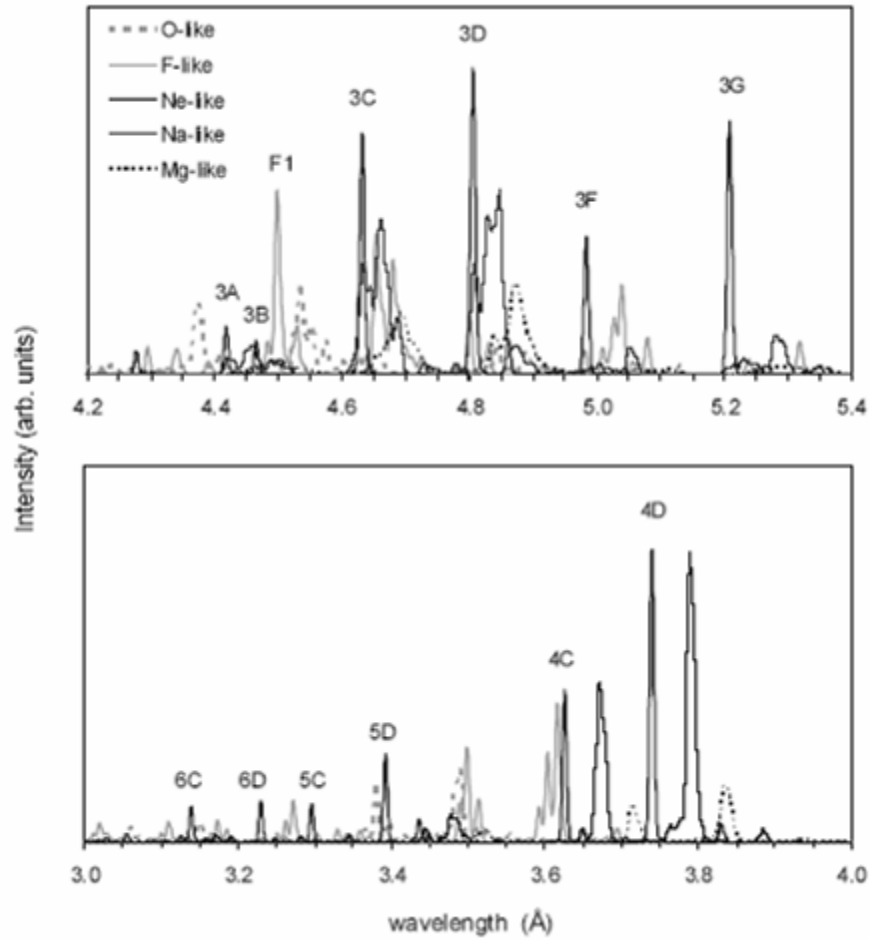 O-like
F-like
Ne-like
Na-like
Mg-like
3A
3B
F1
3C
3D
3F
3G
4.2 4.4 4.6 4.8 5.0 5.2 5.4
Intensity (arb. units)
6C
6D
5C
5D
4C
4D
3.0 3.2 3.4 3.6 3.8 4.0
wavelength (Å)